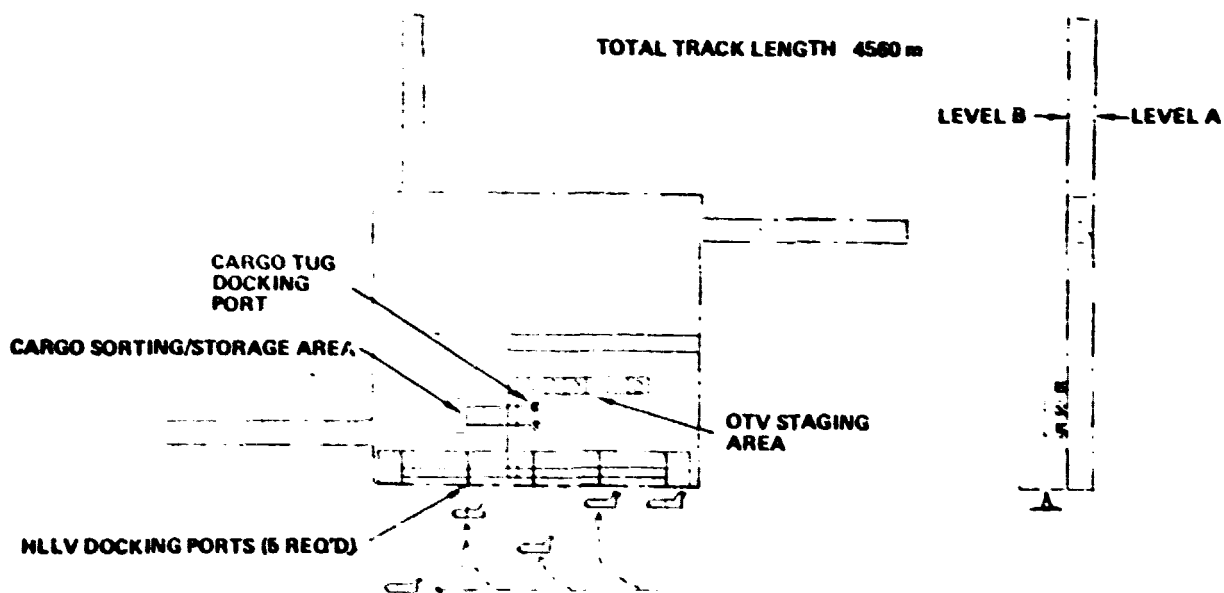 TOTAL TRACK LENGTH 4560 m
LEVEL B
LEVEL A
CARGO TUG
DOCKING
PORT
CARGO SORTING/STORAGE AREA
OTV STAGING
AREA
HLLV DOCKING PORTS (5 REQ'D)